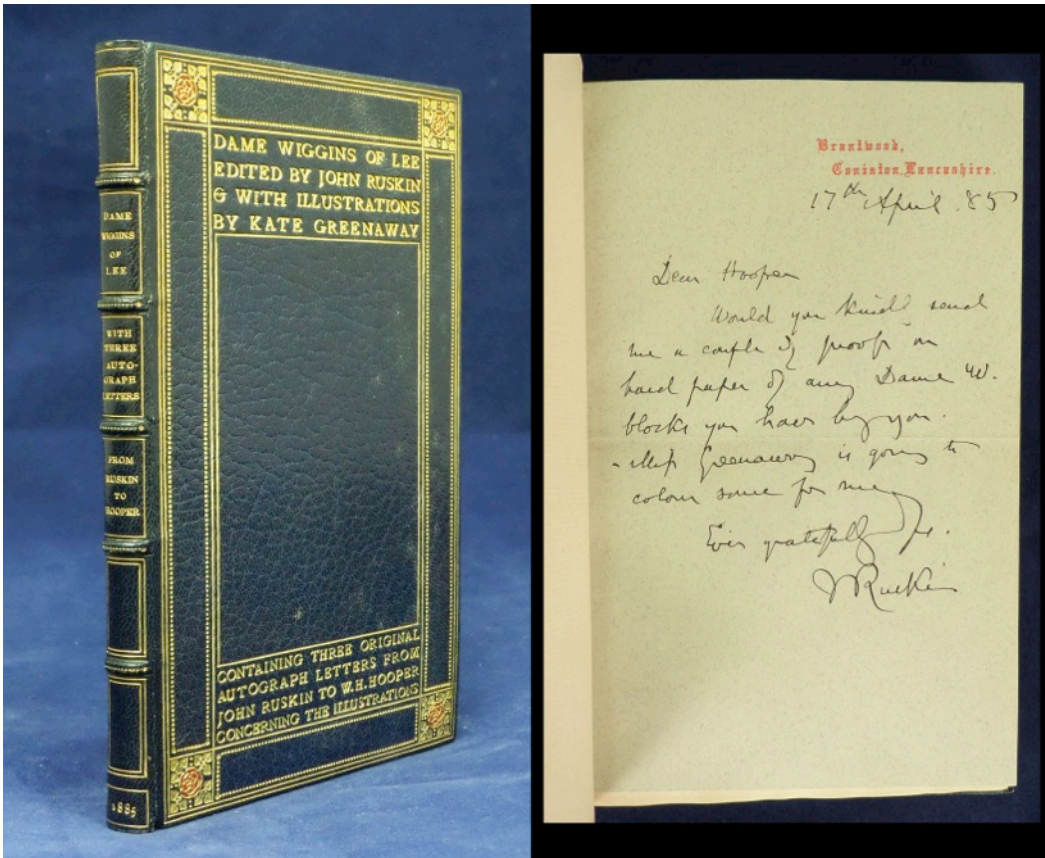 DAME
WIGGINS
OF
LEE
WITH
THREE
AUTO-
GRAPH
LETTERS
FROM
RUSKIN
TO
HOOPER
1885
DAME WIGGINS OF LEE
EDITED BY JOHN RUSKIN
& WITH ILLUSTRATIONS
BY KATE GREENAWAY
CONTAINING THREE ORIGINAL
AUTOGRAPH LETTERS FROM
JOHN RUSKIN TO W.H.HOOPER
CONCERNING THE ILLUSTRATIONS
Brantwood,
Coniston, Lancashire.
17th April. 85
Dear Hooper
Would you kindly send
me a couple of proofs on
hard paper of any Dame W.
blocks you have by you.
- Miss Greenaway is going to
colour some for me
Ever gratefully yrs.
J Ruskin